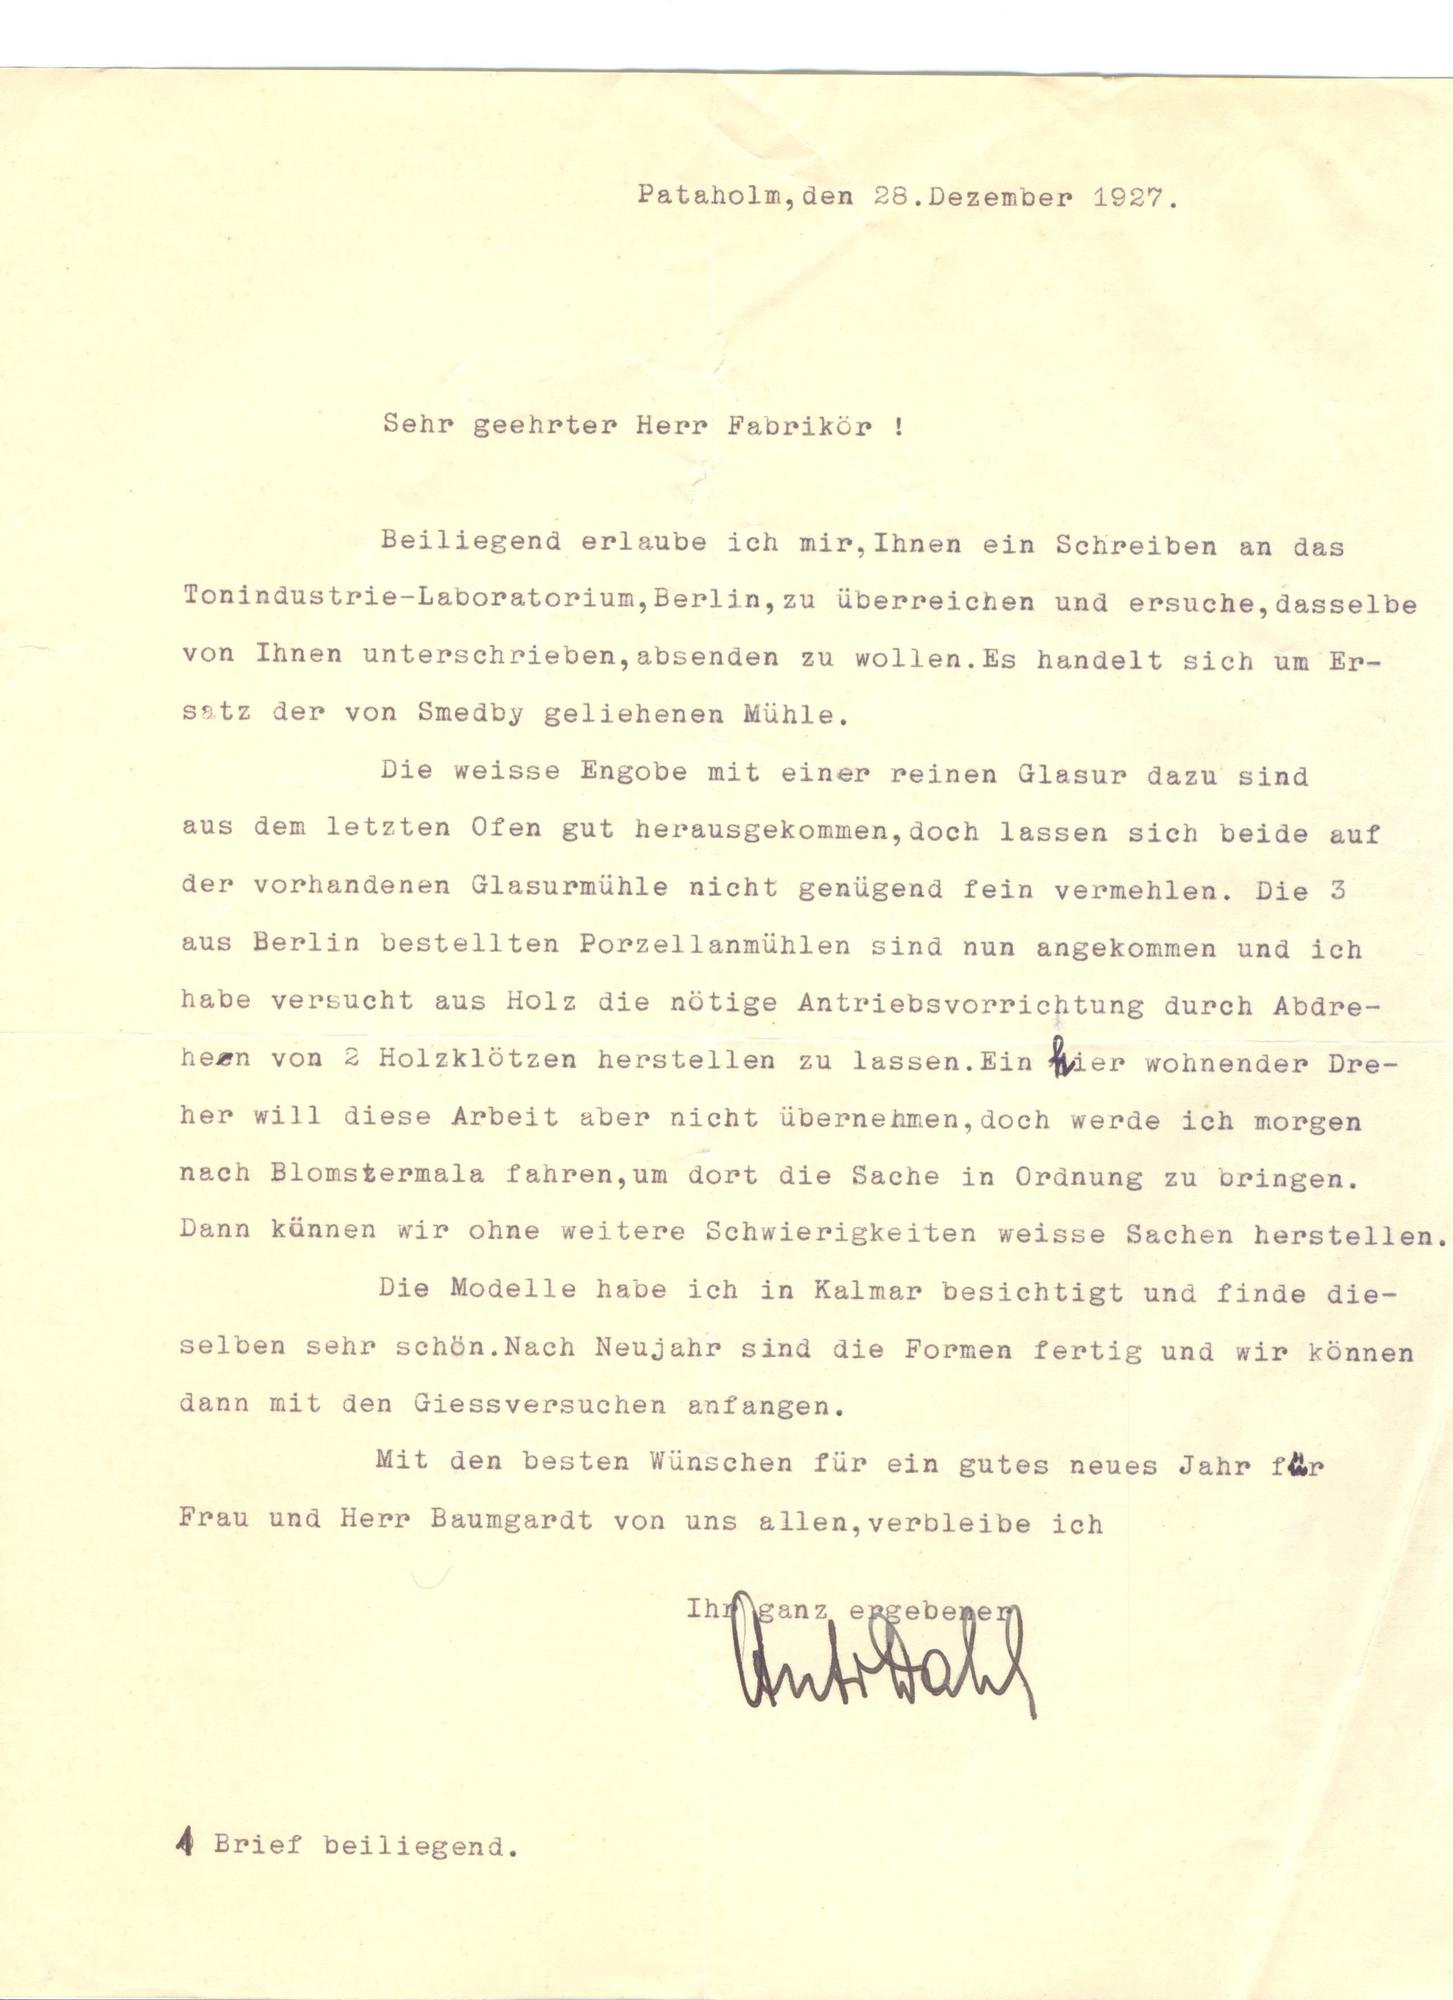 Pataholm,den 28.Dezember 1927.
Sehr geehrter Herr Fabrikör !
Beiliegend erlaube ich mir,Ihnen ein Schreiben an das
Tonindustrie-Laboratorium,Berlin,zu überreichen und ersuche,dasselbe
von Ihnen unterschrieben,absenden zu wollen.Es handelt sich um Er-
satz der von Smedby geliehenen Mühle.
Die weisse Engobe mit einer reinen Glasur dazu sind
aus dem letzten Ofen gut herausgekommen,doch lassen sich beide auf
der vorhandenen Glasurmühle nicht genügend fein vermehlen. Die 3
aus Berlin bestellten Porzellanmühlen sind nun angekommen und ich
habe versucht aus Holz die nötige Antriebsvorrichtung durch Abdre-
hen von 2 Holzklötzen herstellen zu lassen.Ein hier wohnender Dre-
her will diese Arbeit aber nicht übernehmen,doch werde ich morgen
nach Blomstermala fahren,um dort die Sache in Ordnung zu bringen.
Dann künnen wir ohne weitere Schwierigkeiten weisse Sachen herstellen.
Die Modelle habe ich in Kalmar besichtigt und finde die-
selben sehr schön.Nach Neujahr sind die Formen fertig und wir können
dann mit den Giessversuchen anfangen.
Mit den besten Wünschen für ein gutes neues Jahr für
Frau und Herr Baumgardt von uns allen,verbleibe ich
Ihr ganz ergebener
Dahl
1 Brief beiliegend.